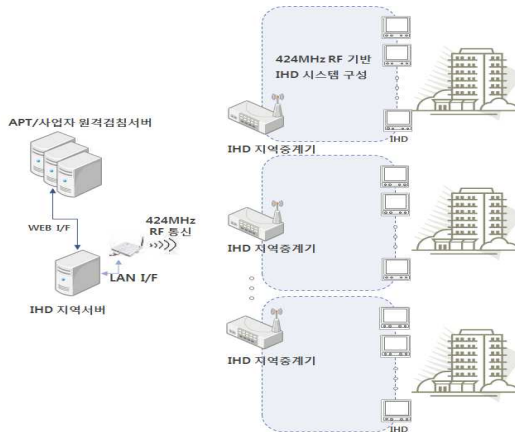 424MHz RF 기반
IHD 시스템 구성
IHD
IHD 지역중계기
APT/사업자 원격검침서버
WEB I/F
424MHz
RF 통신
LAN I/F
IHD 지역서버
IHD 지역중계기
IHD 지역중계기
IHD